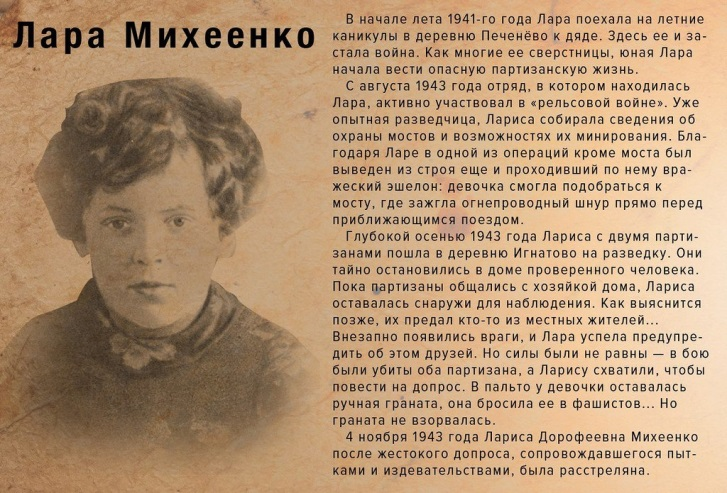 Лара Михеенко
В начале лета 1941-го года Лара поехала на летние
каникулы в деревню Печенёво к дяде. Здесь ее и за-
стала война. Как многие ее сверстницы, юная Лара
начала вести опасную партизанскую жизнь.
С августа 1943 года отряд, в котором находилась
Лара, активно участвовал в «рельсовой войне». Уже
опытная разведчица, Лариса собирала сведения об
охраны мостов и возможностях их минирования. Бла-
годаря Ларе в одной из операций кроме моста был
выведен из строя еще и проходивший по нему вра-
жеский эшелон: девочка смогла подобраться к
мосту, где зажгла огнепроводный шнур прямо перед
приближающимся поездом.
Глубокой осенью 1943 года Лариса с двумя парти-
занами пошла в деревню Игнатово на разведку. Они
тайно остановились в доме проверенного человека.
Пока партизаны общались с хозяйкой дома, Лариса
оставалась снаружи для наблюдения. Как выяснится
позже, их предал кто-то из местных жителей...
Внезапно появились враги, и Лара успела предупре-
дить об этом друзей. Но силы были не равны — в бою
были убиты оба партизана, а Ларису схватили, чтобы
повести на допрос. В пальто у девочки оставалась
ручная граната, она бросила ее в фашистов... Но
граната не взорвалась.
4 ноября 1943 года Лариса Дорофеевна Михеенко
после жестокого допроса, сопровождавшегося пыт-
ками и издевательствами, была расстреляна.